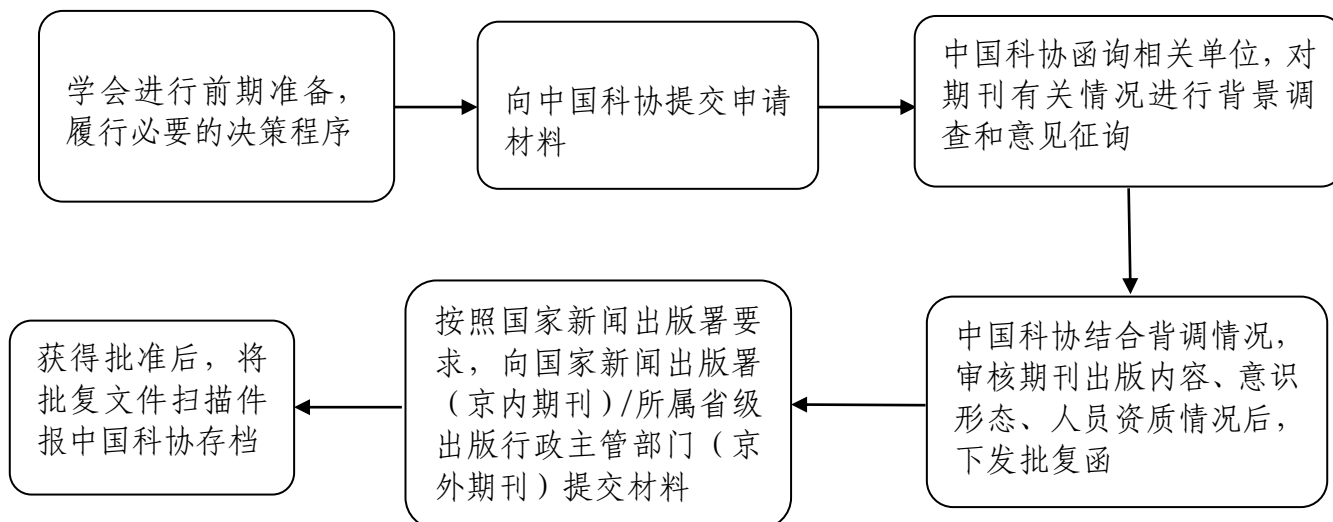 学会进行前期准备，
履行必要的决策程序
向中国科协提交申请
材料
中国科协函询相关单位，对
期刊有关情况进行背景调
查和意见征询
中国科协结合背调情况，
审核期刊出版内容、意识
形态、人员资质情况后，
下发批复函
按照国家新闻出版署要
求，向国家新闻出版署
（京内期刊）/所属省级
出版行政主管部门（京
外期刊）提交材料
获得批准后，将
批复文件扫描件
报中国科协存档